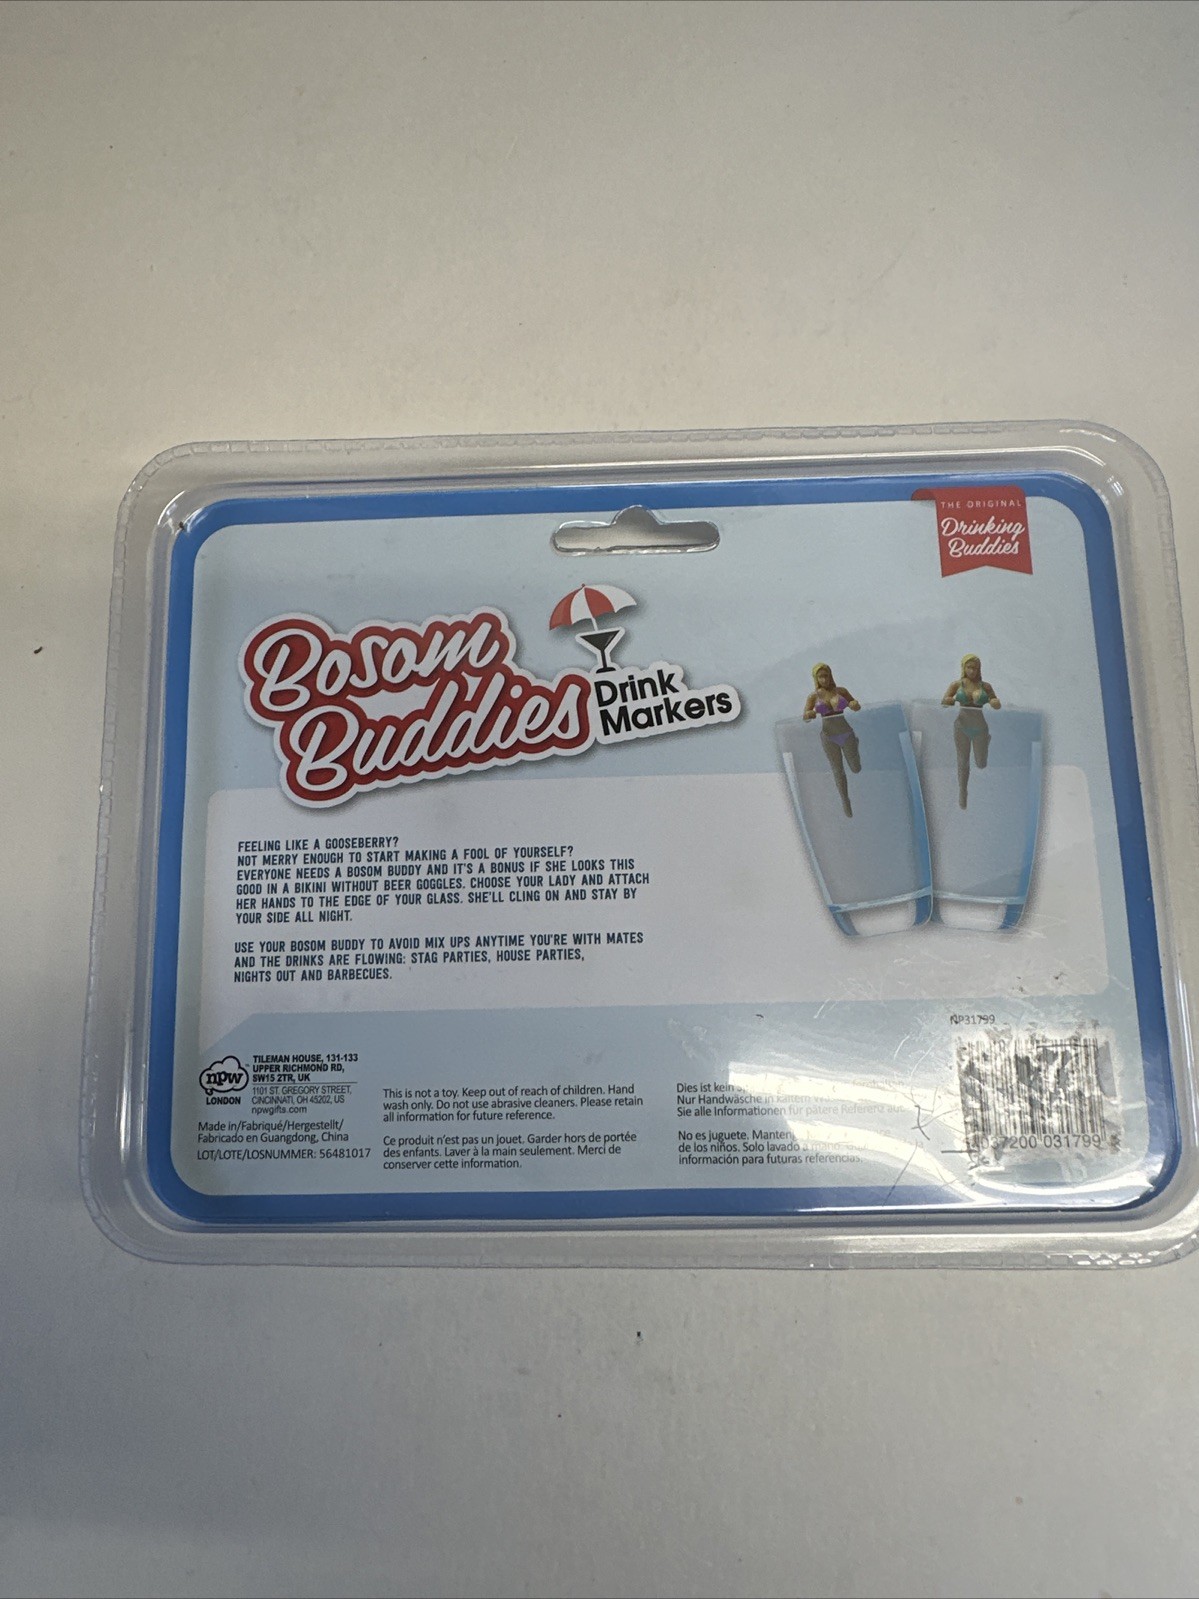 THE ORIGINAL
Drinking
Buddies
Bosom
Buddies
Drink
Markers
FEELING LIKE A GOOSEBERRY?
NOT MERRY ENOUGH TO START MAKING A FOOL OF YOURSELF?
EVERYONE NEEDS A BOSOM BUDDY AND IT'S A BONUS IF SHE LOOKS THIS
GOOD IN A BIKINI WITHOUT BEER GOGGLES. CHOOSE YOUR LADY AND ATTACH
HER HANDS TO THE EDGE OF YOUR GLASS. SHE'LL CLING ON AND STAY BY
YOUR SIDE ALL NIGHT.
USE YOUR BOSOM BUDDY TO AVOID MIX UPS ANYTIME YOU'RE WITH MATES
AND THE DRINKS ARE FLOWING: STAG PARTIES, HOUSE PARTIES,
NIGHTS OUT AND BARBECUES.
npw
LONDON
TILEMAN HOUSE, 131-133
UPPER RICHMOND RD,
SW15 2TR, UK
1101 ST. GREGORY STREET,
CINCINNATI, OH 45202, US
npwgifts.com
Made in/Fabriqué/Hergestellt/
Fabricado en Guangdong, China
LOT/LOTE/LOSNUMMER: 56481017
This is not a toy. Keep out of reach of children. Hand
wash only. Do not use abrasive cleaners. Please retain
all information for future reference.
Ce produit n'est pas un jouet. Garder hors de portée
des enfants. Laver à la main seulement. Merci de
conserver cette information.
Dies ist kein
Nur Handwäsche in kaltem
Sie alle Informationen für pätere Referenz auf.
No es juguete.
de los niños. Solo lavado a mano.
información para futuras referencias.
NP31799
037200 031799